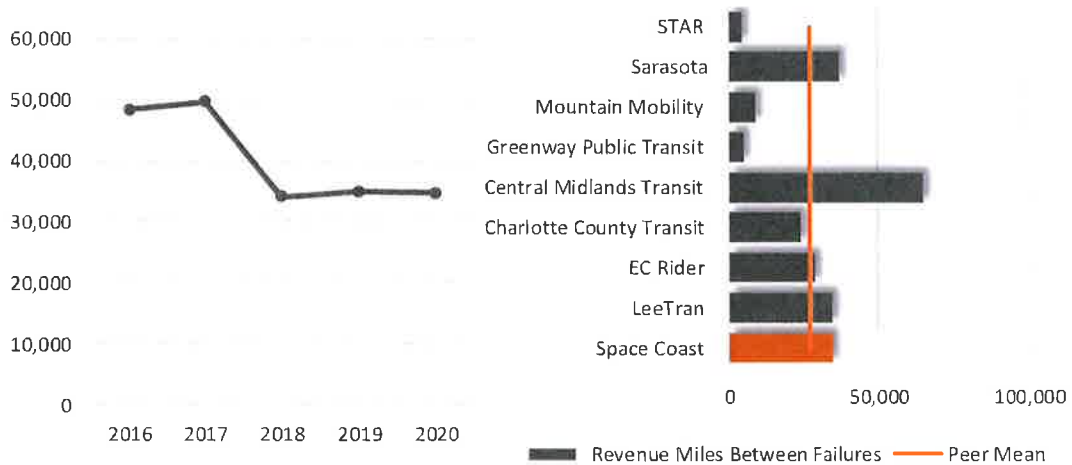 60,000
50,000
40,000
30,000
20,000
10,000
0
2016 2017 2018 2019 2020
STAR
Sarasota
Mountain Mobility
Greenway Public Transit
Central Midlands Transit
Charlotte County Transit
EC Rider
LeeTran
Space Coast
0 50,000 100,000
Revenue Miles Between Failures Peer Mean